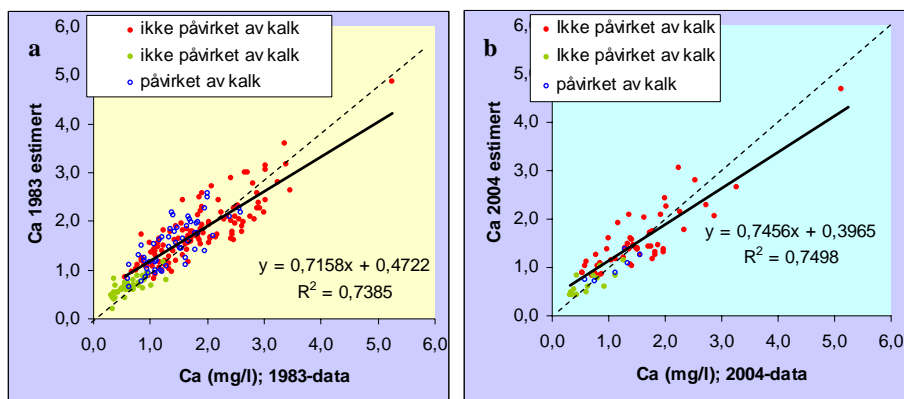 a
ikke påvirket av kalk
ikke påvirket av kalk
påvirket av kalk
6,0
5,0
4,0
3,0
2,0
1,0
0,0
Ca 1983 estimert
y = 0,7158x + 0,4722
R² = 0,7385
0,0 1,0 2,0 3,0 4,0 5,0 6,0
Ca (mg/l); 1983-data
b
Ikke påvirket av kalk
Ikke påvirket av kalk
påvirket av kalk
6,0
5,0
4,0
3,0
2,0
1,0
0,0
Ca 2004 estimert
y = 0,7456x + 0,3965
R² = 0,7498
0,0 1,0 2,0 3,0 4,0 5,0 6,0
Ca (mg/l); 2004-data